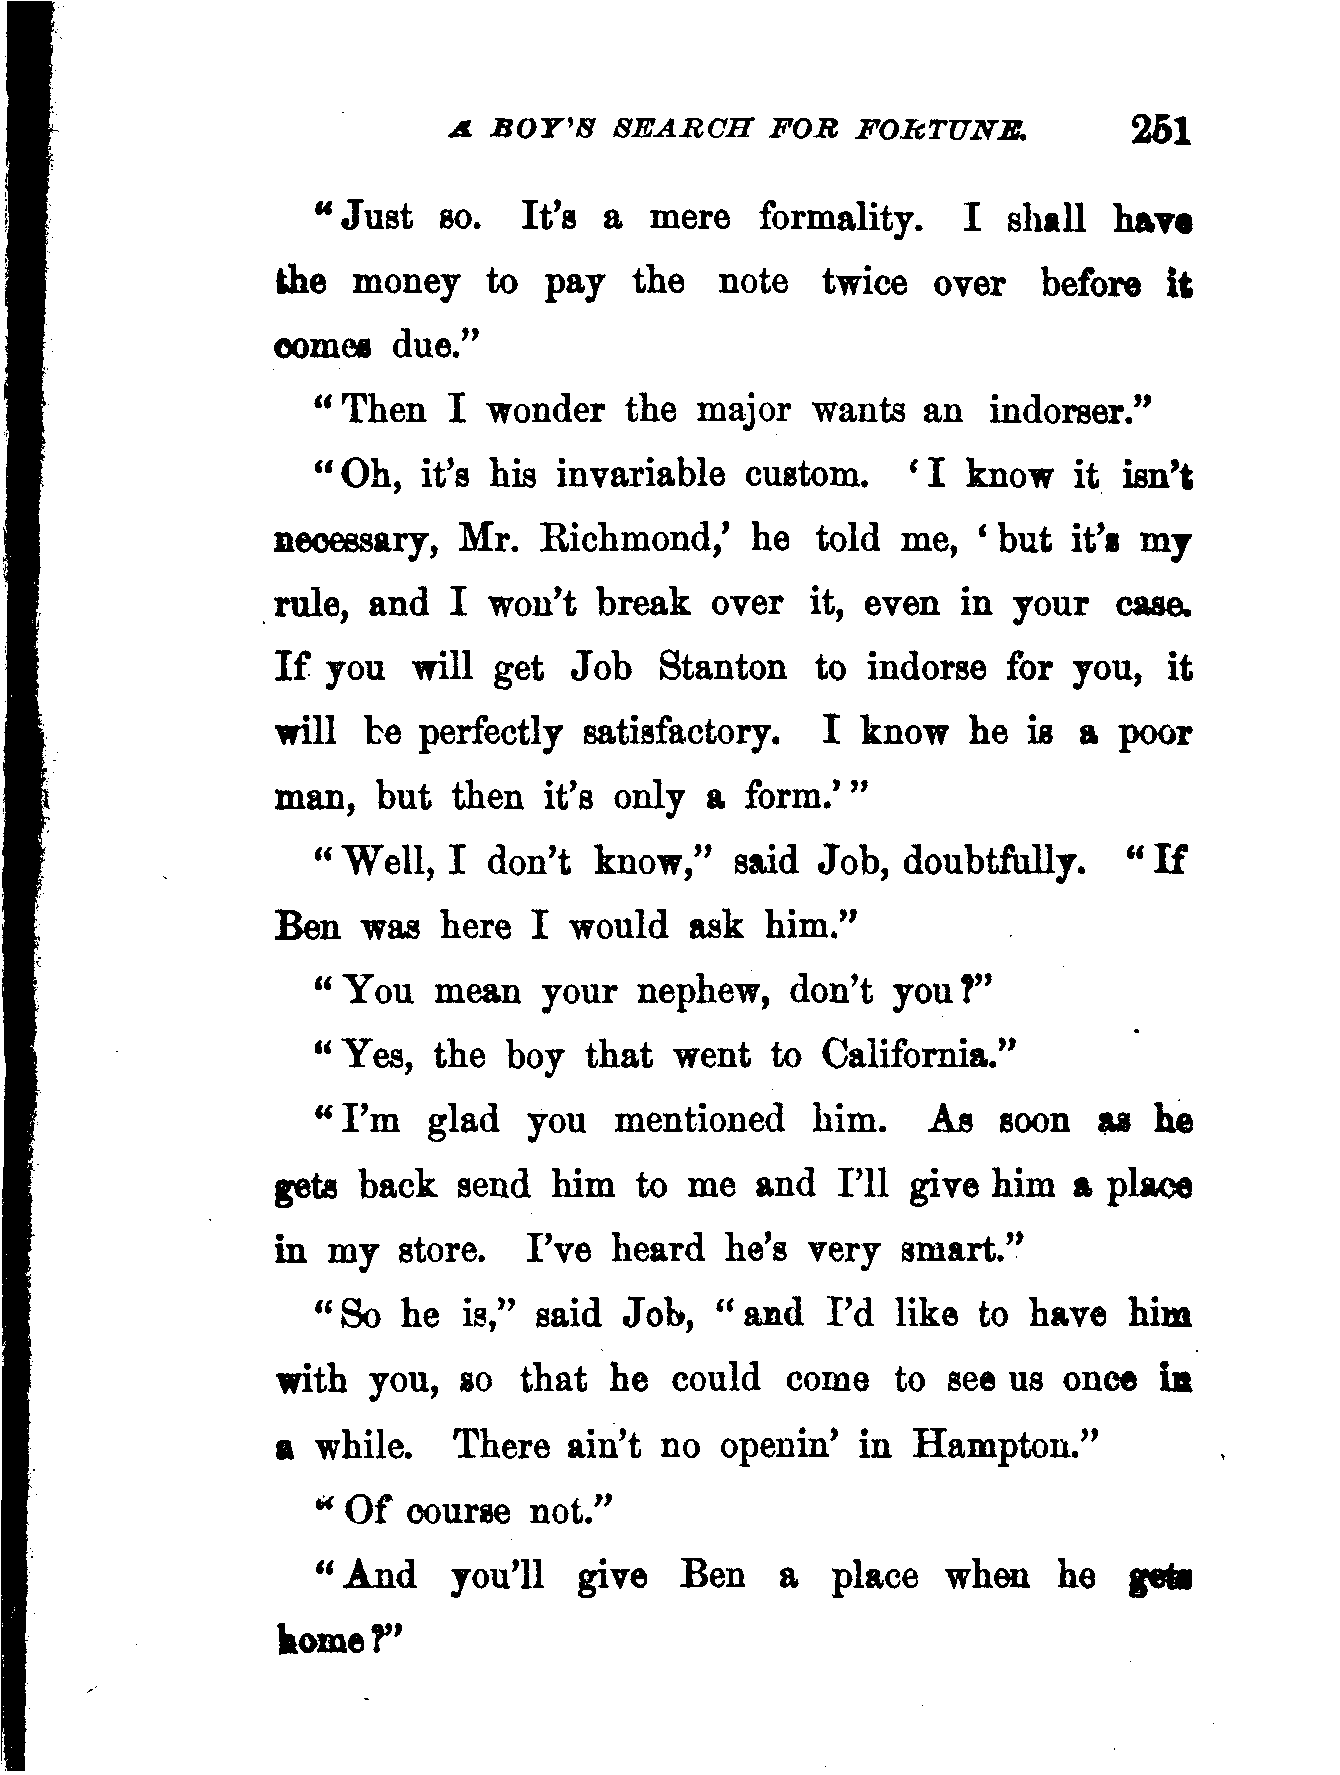 A BOY'S SEARCH FOR FORTUNE. 251
"Just so. It's a mere formality. I shall have
the money to pay the note twice over before it
comes due."
"Then I wonder the major wants an indorser."
"Oh, it's his invariable custom. 'I know it isn't
necessary, Mr. Richmond,' he told me, 'but it's my
rule, and I won't break over it, even in your case.
If you will get Job Stanton to indorse for you, it
will be perfectly satisfactory. I know he is a poor
man, but then it's only a form.'"
"Well, I don't know," said Job, doubtfully. "If
Ben was here I would ask him."
"You mean your nephew, don't you?"
"Yes, the boy that went to California."
"I'm glad you mentioned him. As soon as he
gets back send him to me and I'll give him a place
in my store. I've heard he's very smart."
"So he is," said Job, "and I'd like to have him
with you, so that he could come to see us once in
a while. There ain't no openin' in Hampton."
"Of course not."
"And you'll give Ben a place when he gets
home?"